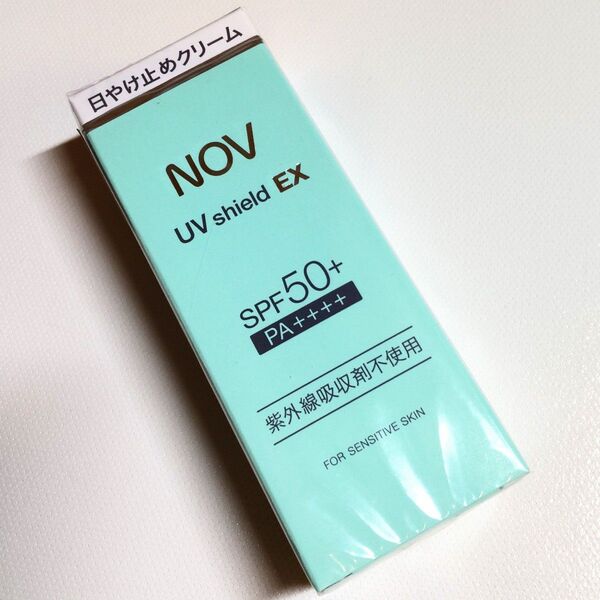 日やけ止めクリーム
NOV
UV shield EX
SPF50+
PA++++
紫外線吸収剤不使用
FOR SENSITIVE SKIN